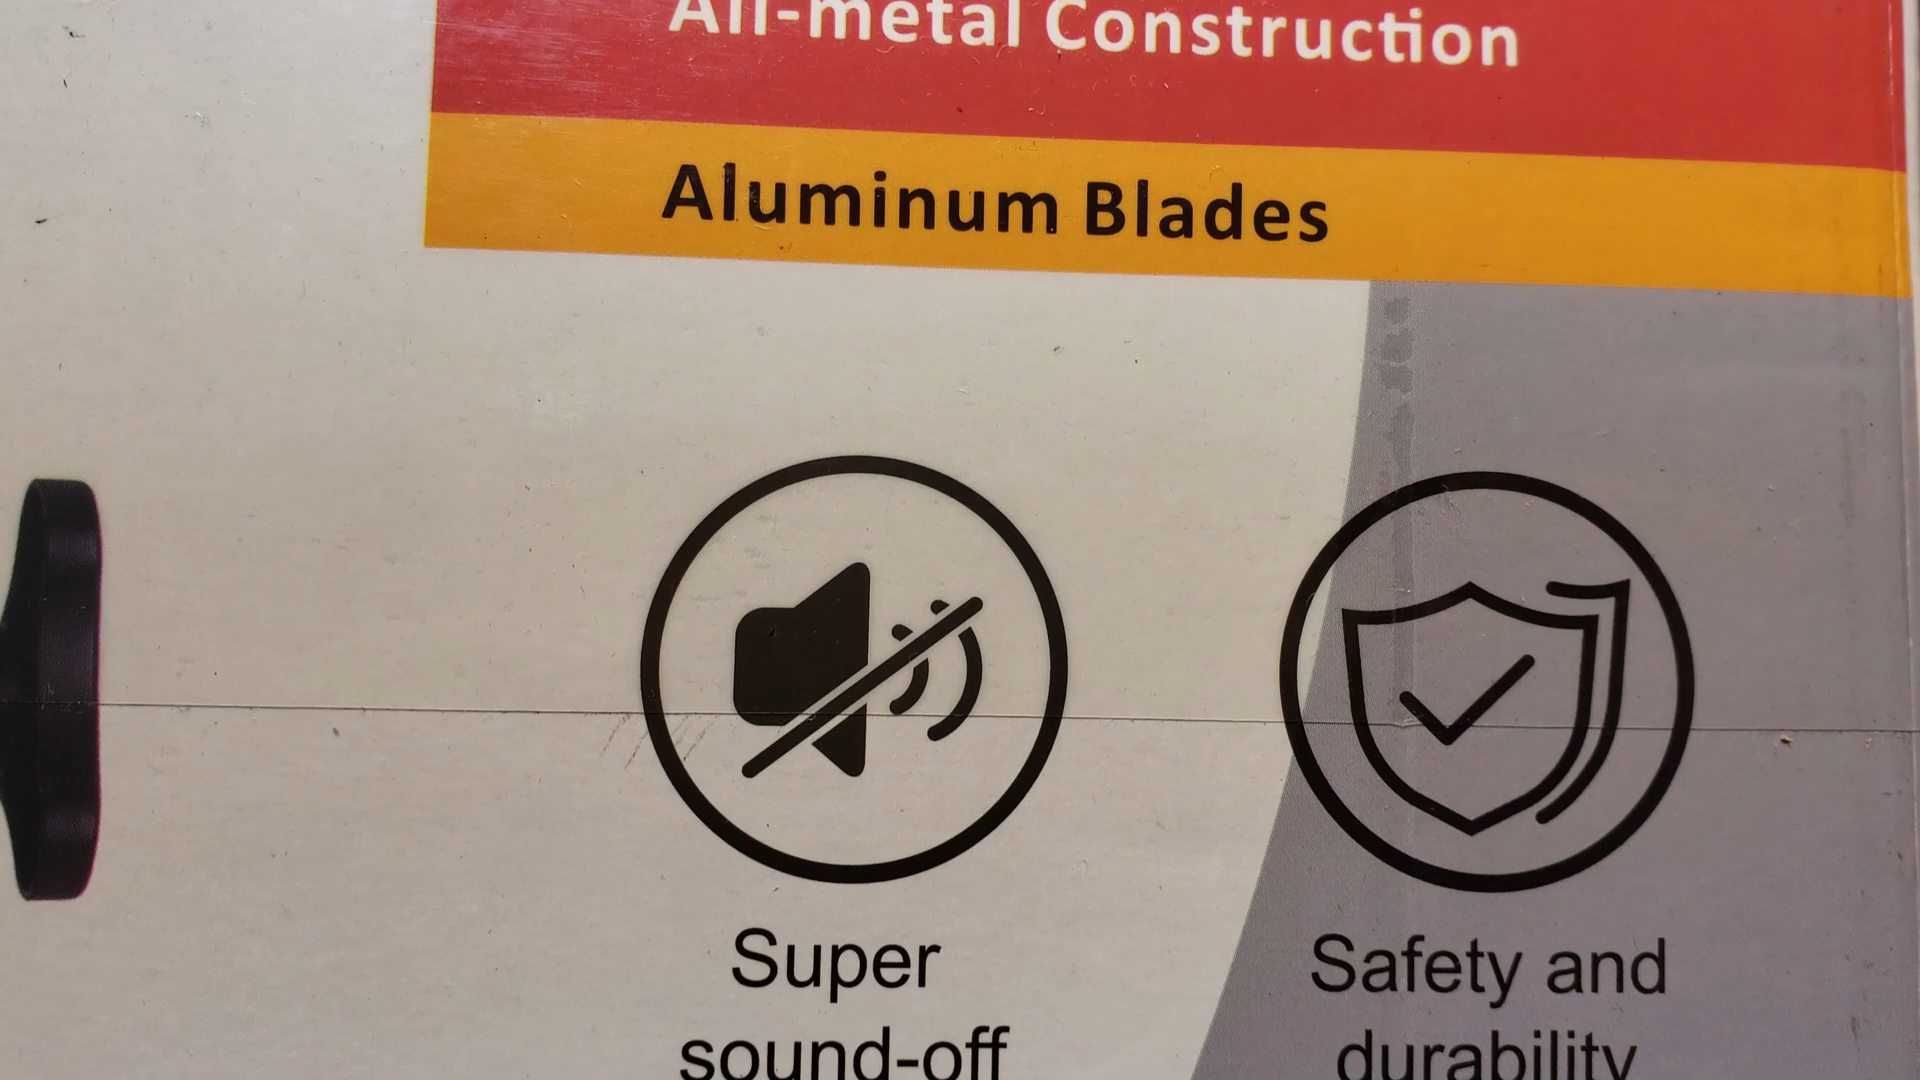 All-metal Construction
Aluminum Blades
Super
sound-off
Safety and
durability